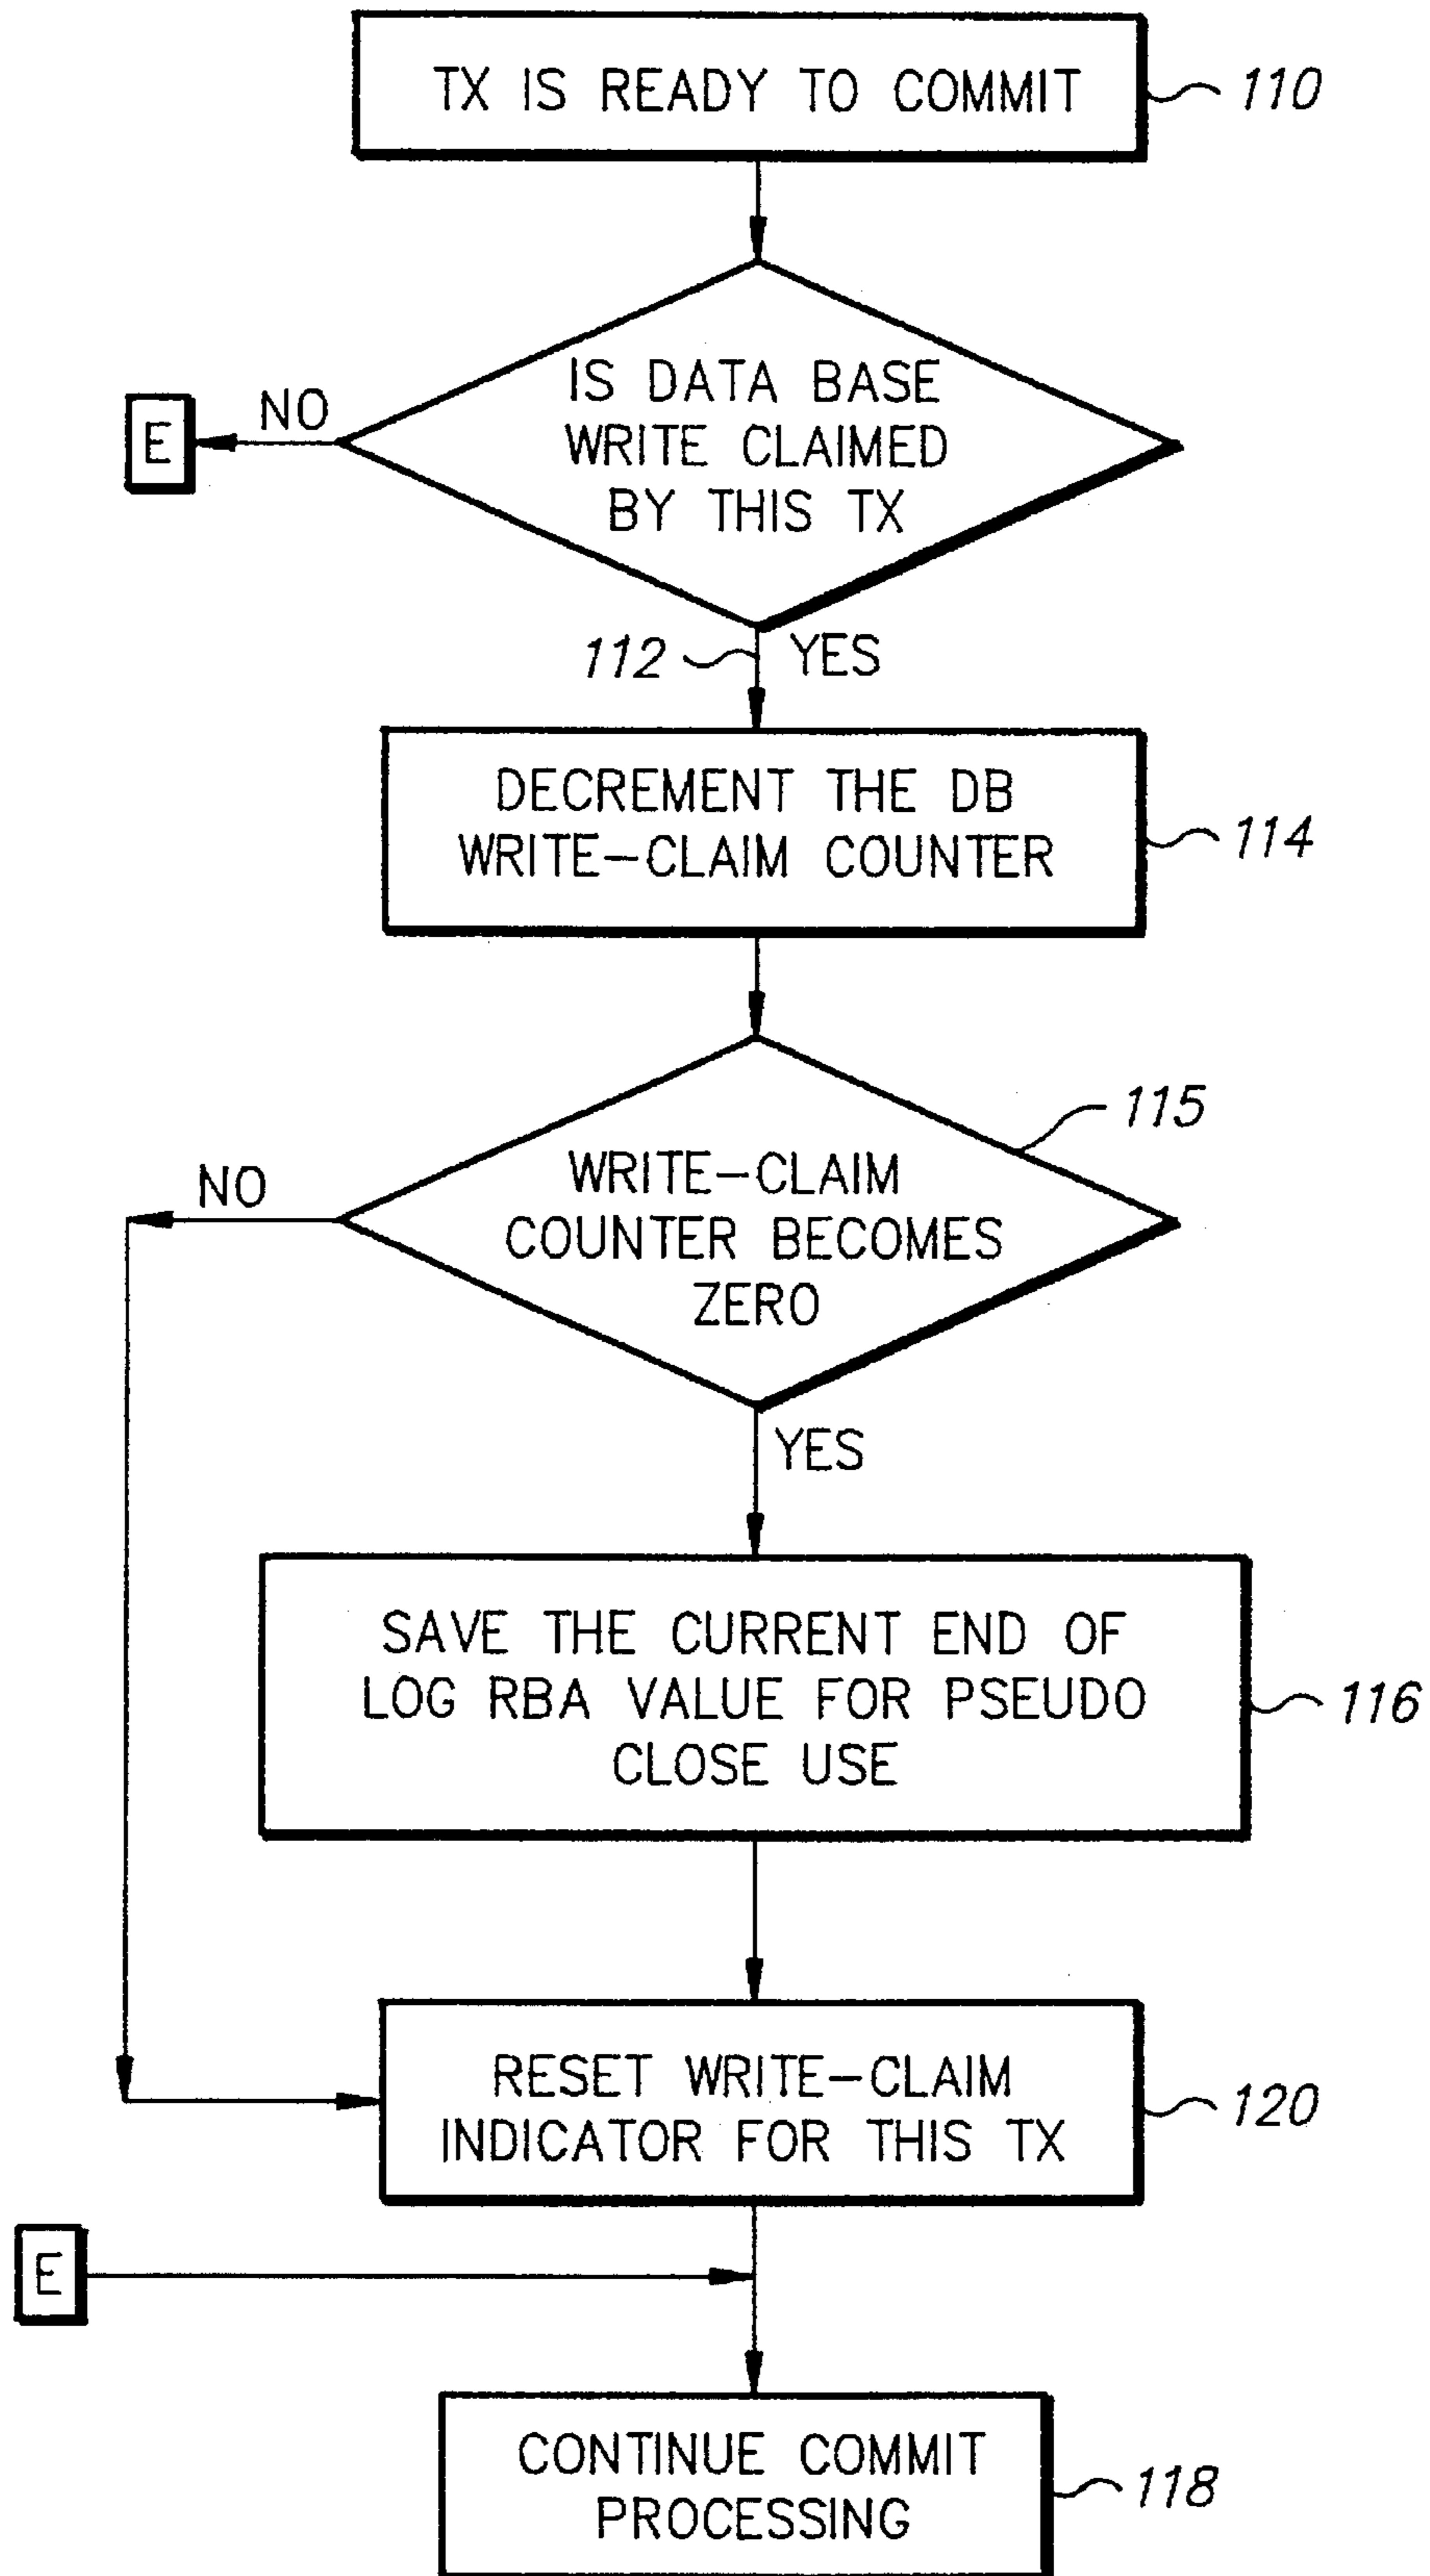 TX IS READY TO COMMIT
110
IS DATA BASE
WRITE CLAIMED
BY THIS TX
NO
E
112
YES
DECREMENT THE DB
WRITE-CLAIM COUNTER
114
115
WRITE-CLAIM
COUNTER BECOMES
ZERO
NO
YES
SAVE THE CURRENT END OF
LOG RBA VALUE FOR PSEUDO
CLOSE USE
116
RESET WRITE-CLAIM
INDICATOR FOR THIS TX
120
E
CONTINUE COMMIT
PROCESSING
118